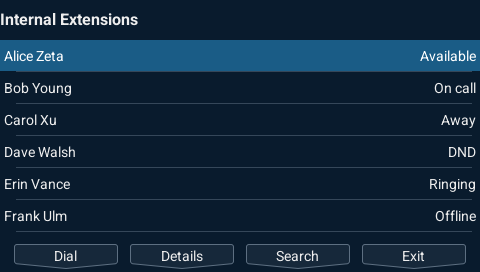 Internal Extensions
Alice Zeta Available
Bob Young On call
Carol Xu Away
Dave Walsh DND
Erin Vance Ringing
Frank Ulm Offline
Dial Details Search Exit